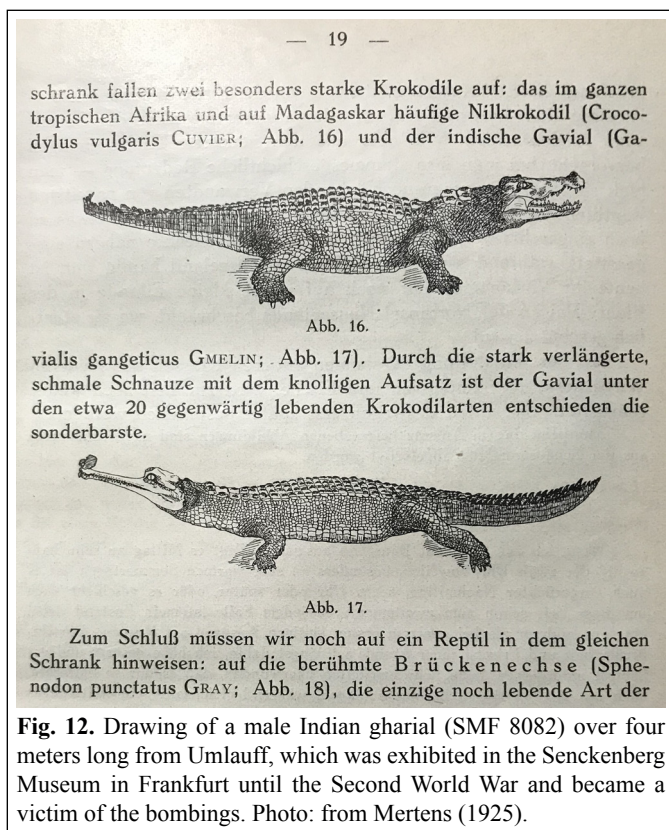 — 19 —
schrank fallen zwei besonders starke Krokodile auf: das im ganzen
tropischen Afrika und auf Madagaskar häufige Nilkrokodil (Croco-
dylus vulgaris CUVIER; Abb. 16) und der indische Gavial (Ga-
Abb. 16.
vialis gangeticus GMELIN; Abb. 17). Durch die stark verlängerte,
schmale Schnauze mit dem knolligen Aufsatz ist der Gavial unter
den etwa 20 gegenwärtig lebenden Krokodilarten entschieden die
sonderbarste.
Abb. 17.
Zum Schluß müssen wir noch auf ein Reptil in dem gleichen
Schrank hinweisen: auf die berühmte Brückenechse (Sphe-
nodon punctatus GRAY; Abb. 18), die einzige noch lebende Art der
Fig. 12. Drawing of a male Indian gharial (SMF 8082) over four
meters long from Umlauff, which was exhibited in the Senckenberg
Museum in Frankfurt until the Second World War and became a
victim of the bombings. Photo: from Mertens (1925).